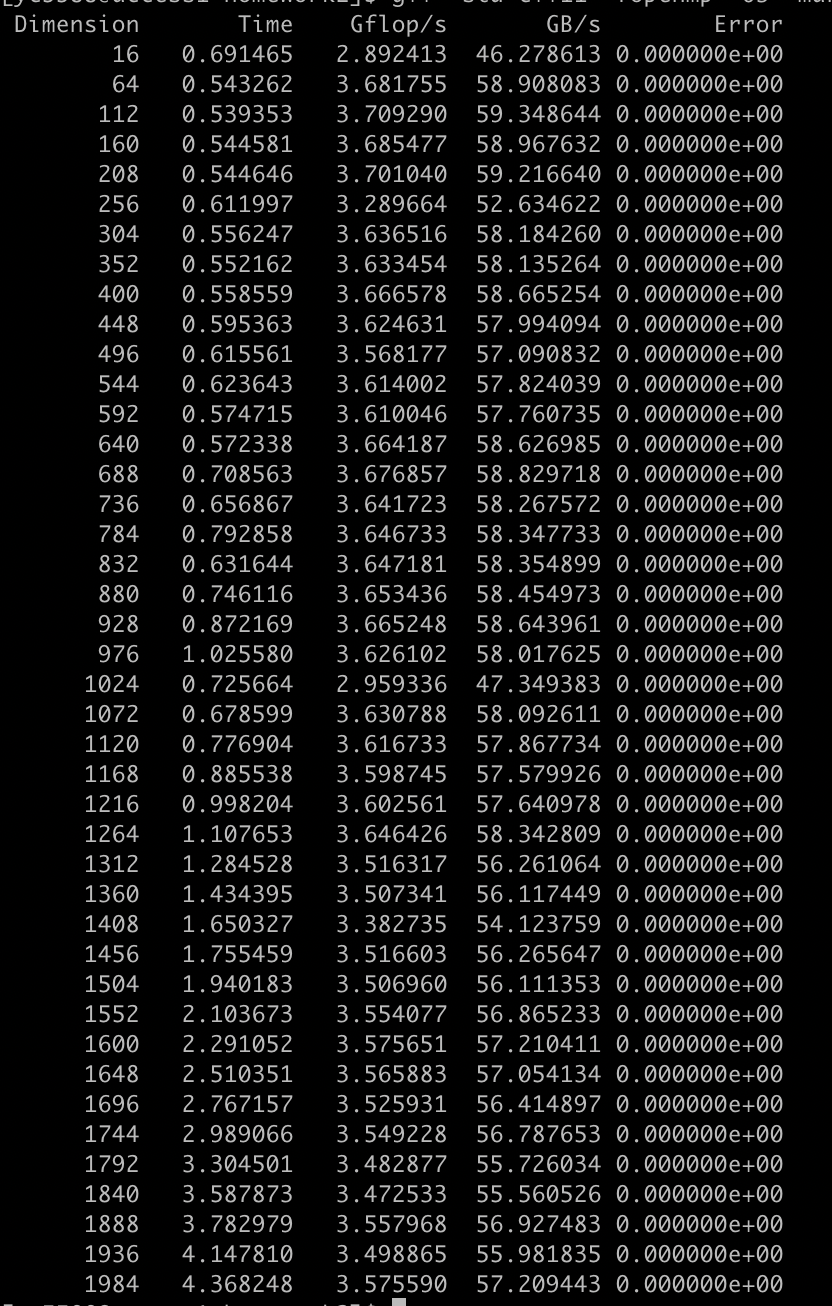 Dimension Time Gflop/s GB/s Error
16 0.691465 2.892413 46.278613 0.000000e+00
64 0.543262 3.681755 58.908083 0.000000e+00
112 0.539353 3.709290 59.348644 0.000000e+00
160 0.544581 3.685477 58.967632 0.000000e+00
208 0.544646 3.701040 59.216640 0.000000e+00
256 0.611997 3.289664 52.634622 0.000000e+00
304 0.556247 3.636516 58.184260 0.000000e+00
352 0.552162 3.633454 58.135264 0.000000e+00
400 0.558559 3.666578 58.665254 0.000000e+00
448 0.595363 3.624631 57.994094 0.000000e+00
496 0.615561 3.568177 57.090832 0.000000e+00
544 0.623643 3.614002 57.824039 0.000000e+00
592 0.574715 3.610046 57.760735 0.000000e+00
640 0.572338 3.664187 58.626985 0.000000e+00
688 0.708563 3.676857 58.829718 0.000000e+00
736 0.656867 3.641723 58.267572 0.000000e+00
784 0.792858 3.646733 58.347733 0.000000e+00
832 0.631644 3.647181 58.354899 0.000000e+00
880 0.746116 3.653436 58.454973 0.000000e+00
928 0.872169 3.665248 58.643961 0.000000e+00
976 1.025580 3.626102 58.017625 0.000000e+00
1024 0.725664 2.959336 47.349383 0.000000e+00
1072 0.678599 3.630788 58.092611 0.000000e+00
1120 0.776904 3.616733 57.867734 0.000000e+00
1168 0.885538 3.598745 57.579926 0.000000e+00
1216 0.998204 3.602561 57.640978 0.000000e+00
1264 1.107653 3.646426 58.342809 0.000000e+00
1312 1.284528 3.516317 56.261064 0.000000e+00
1360 1.434395 3.507341 56.117449 0.000000e+00
1408 1.650327 3.382735 54.123759 0.000000e+00
1456 1.755459 3.516603 56.265647 0.000000e+00
1504 1.940183 3.506960 56.111353 0.000000e+00
1552 2.103673 3.554077 56.865233 0.000000e+00
1600 2.291052 3.575651 57.210411 0.000000e+00
1648 2.510351 3.565883 57.054134 0.000000e+00
1696 2.767157 3.525931 56.414897 0.000000e+00
1744 2.989066 3.549228 56.787653 0.000000e+00
1792 3.304501 3.482877 55.726034 0.000000e+00
1840 3.587873 3.472533 55.560526 0.000000e+00
1888 3.782979 3.557968 56.927483 0.000000e+00
1936 4.147810 3.498865 55.981835 0.000000e+00
1984 4.368248 3.575590 57.209443 0.000000e+00